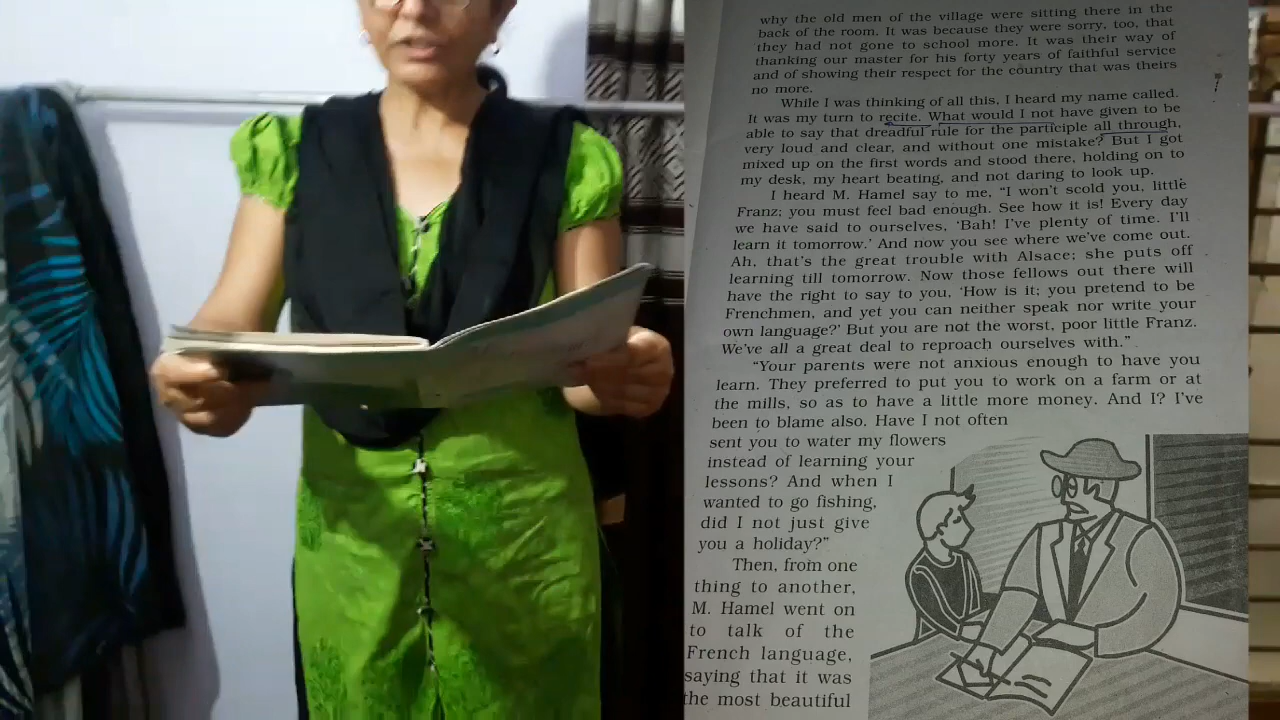 why the old men of the village were sitting there in the
back of the room. It was because they were sorry, too, that
they had not gone to school more. It was their way of
thanking our master for his forty years of faithful service
and of showing their respect for the country that was theirs
no more.
While I was thinking of all this, I heard my name called.
It was my turn to recite. What would I not have given to be
able to say that dreadful rule for the participle all through,
very loud and clear, and without one mistake? But I got
mixed up on the first words and stood there, holding on to
my desk, my heart beating, and not daring to look up.
I heard M. Hamel say to me, “I won't scold you, little
Franz; you must feel bad enough. See how it is! Every day
we have said to ourselves, ‘Bah! I've plenty of time. I'll
learn it tomorrow.’ And now you see where we've come out.
Ah, that's the great trouble with Alsace; she puts off
learning till tomorrow. Now those fellows out there will
have the right to say to you, ‘How is it; you pretend to be
Frenchmen, and yet you can neither speak nor write your
own language?’ But you are not the worst, poor little Franz.
We've all a great deal to reproach ourselves with.”
“Your parents were not anxious enough to have you
learn. They preferred to put you to work on a farm or at
the mills, so as to have a little more money. And I? I've
been to blame also. Have I not often
sent you to water my flowers
instead of learning your
lessons? And when I
wanted to go fishing,
did I not just give
you a holiday?”
Then, from one
thing to another,
M. Hamel went on
to talk of the
French language,
saying that it was
the most beautiful